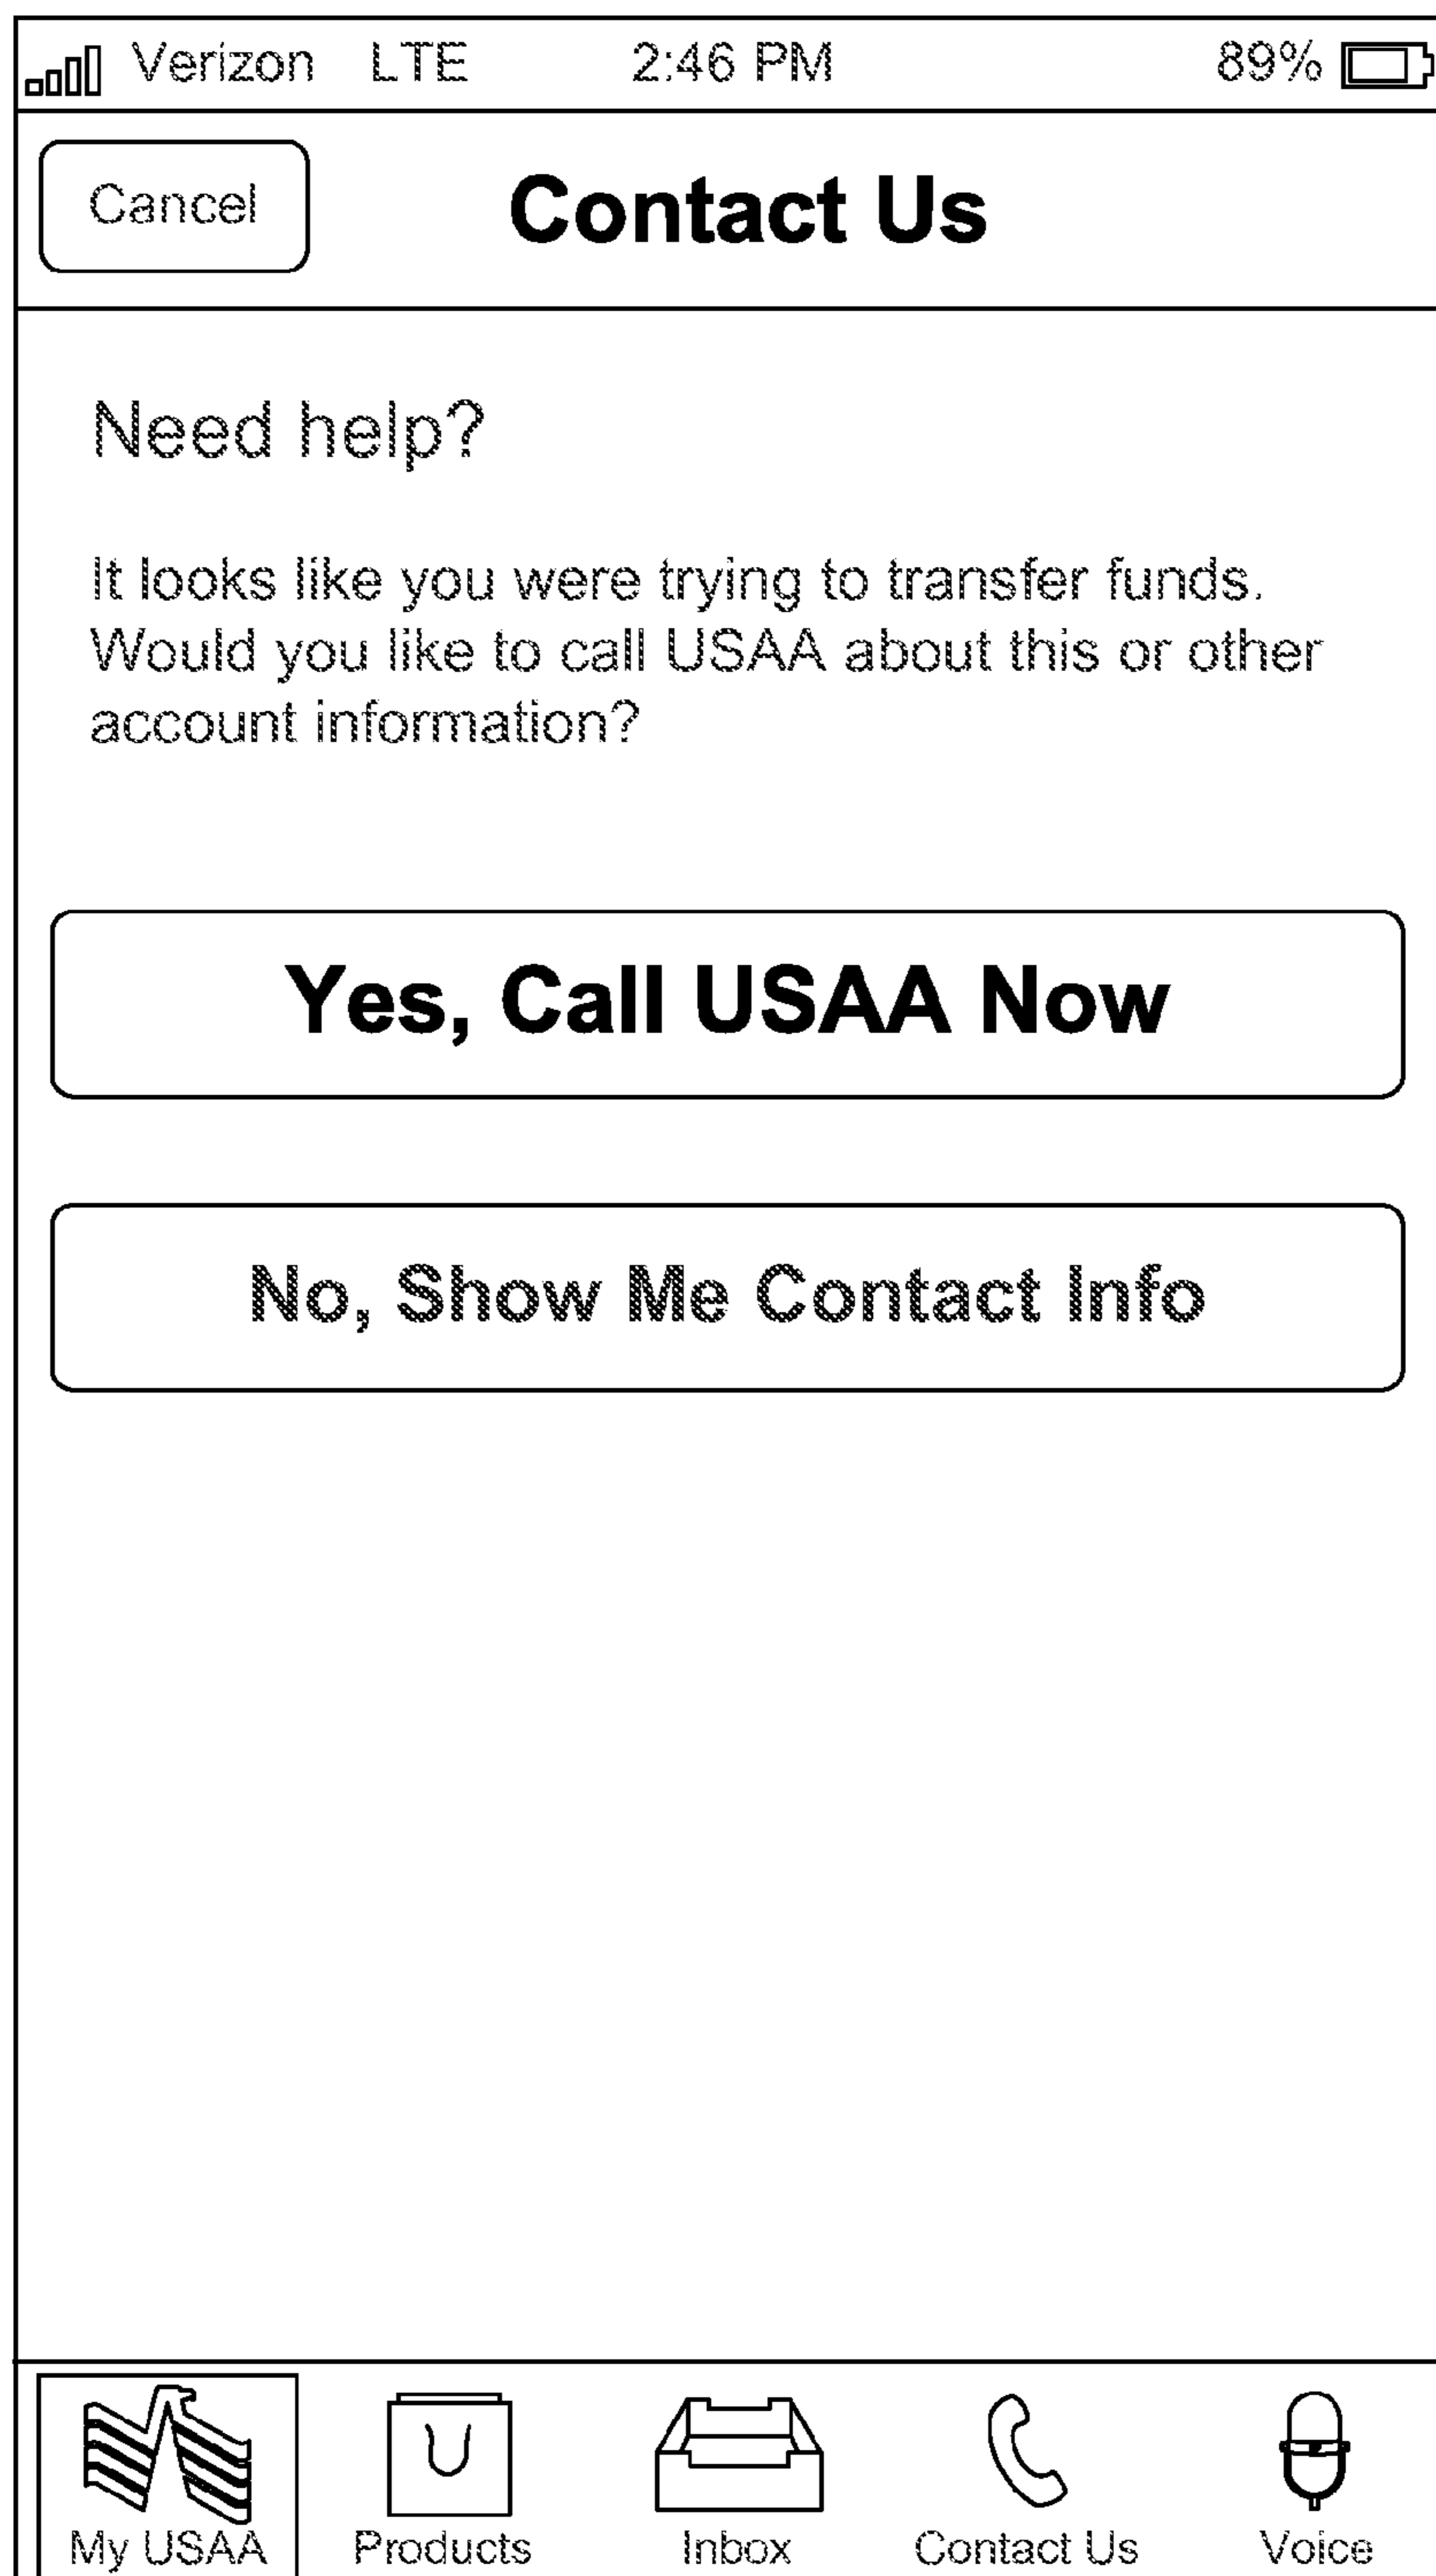 Verizon LTE 2:46 PM 89%
Cancel Contact Us
Need help?
It looks like you were trying to transfer funds.
Would you like to call USAA about this or other
account information?
Yes, Call USAA Now
No, Show Me Contact Info
My USAA Products Inbox Contact Us Voice